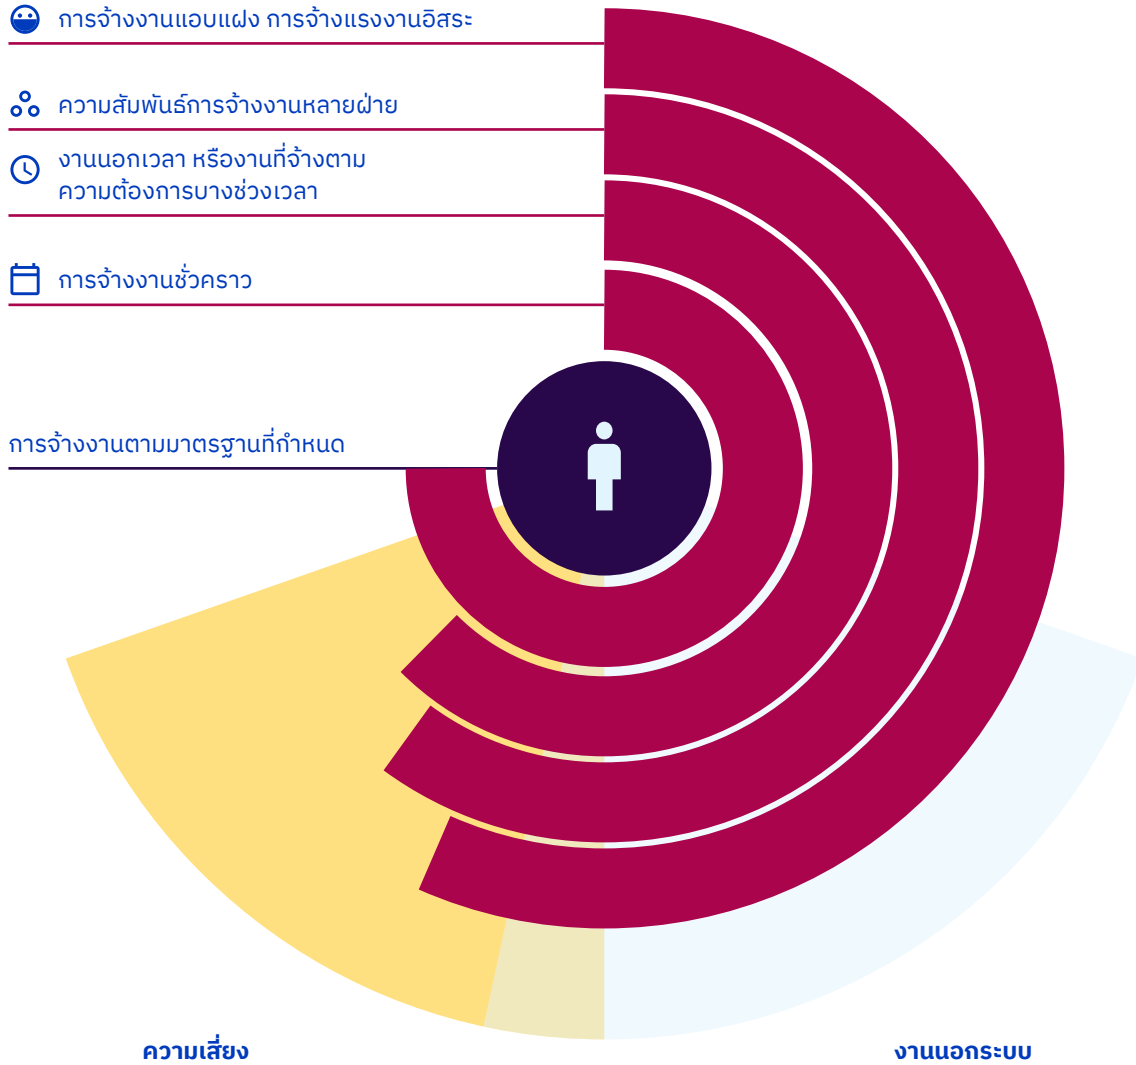 การจ้างงานแอบแฝง การจ้างแรงงานอิสระ
ความสัมพันธ์การจ้างงานหลายฝ่าย
งานนอกเวลา หรืองานที่จ้างตาม
ความต้องการบางช่วงเวลา
การจ้างงานชั่วคราว
การจ้างงานตามมาตรฐานที่กำหนด
ความเสี่ยง
งานนอกระบบ